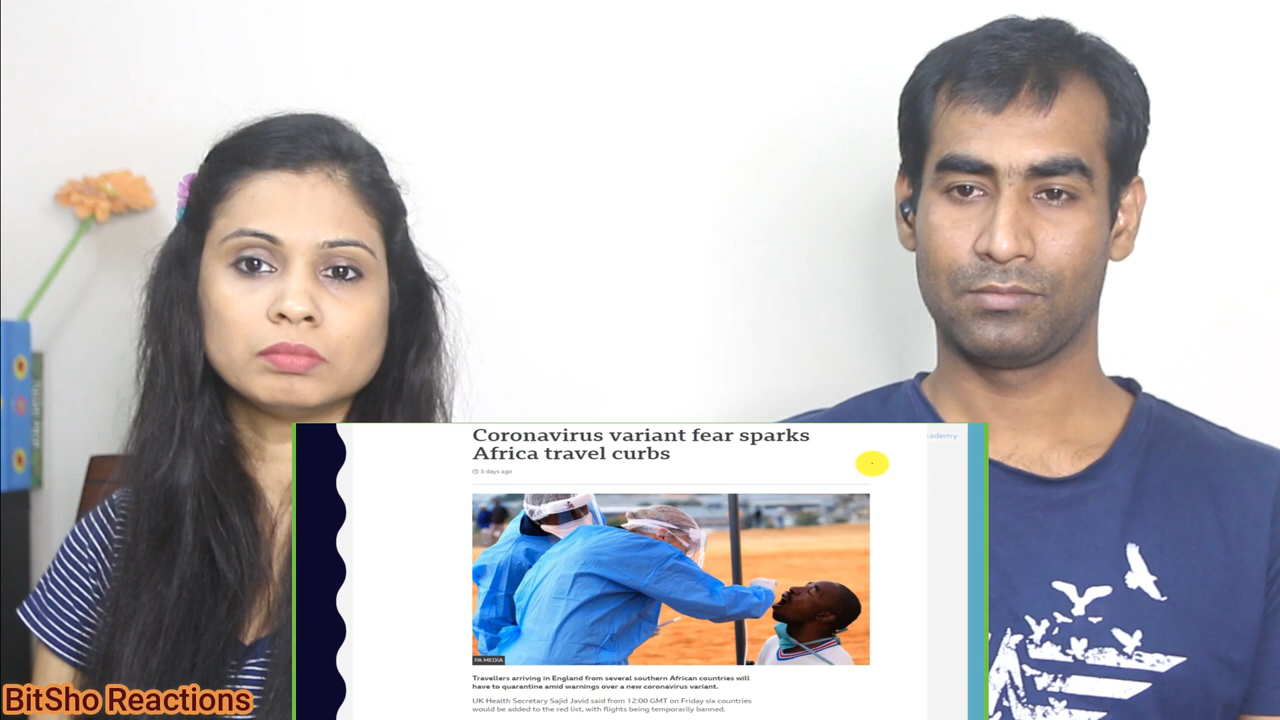 Coronavirus variant fear sparks
Africa travel curbs
ademy
3 days ago
PA MEDIA
Travellers arriving in England from several southern African countries will
have to quarantine amid warnings over a new coronavirus variant.
UK Health Secretary Sajid Javid said from 12:00 GMT on Friday six countries
would be added to the red list, with flights being temporarily banned.
BitSho Reactions